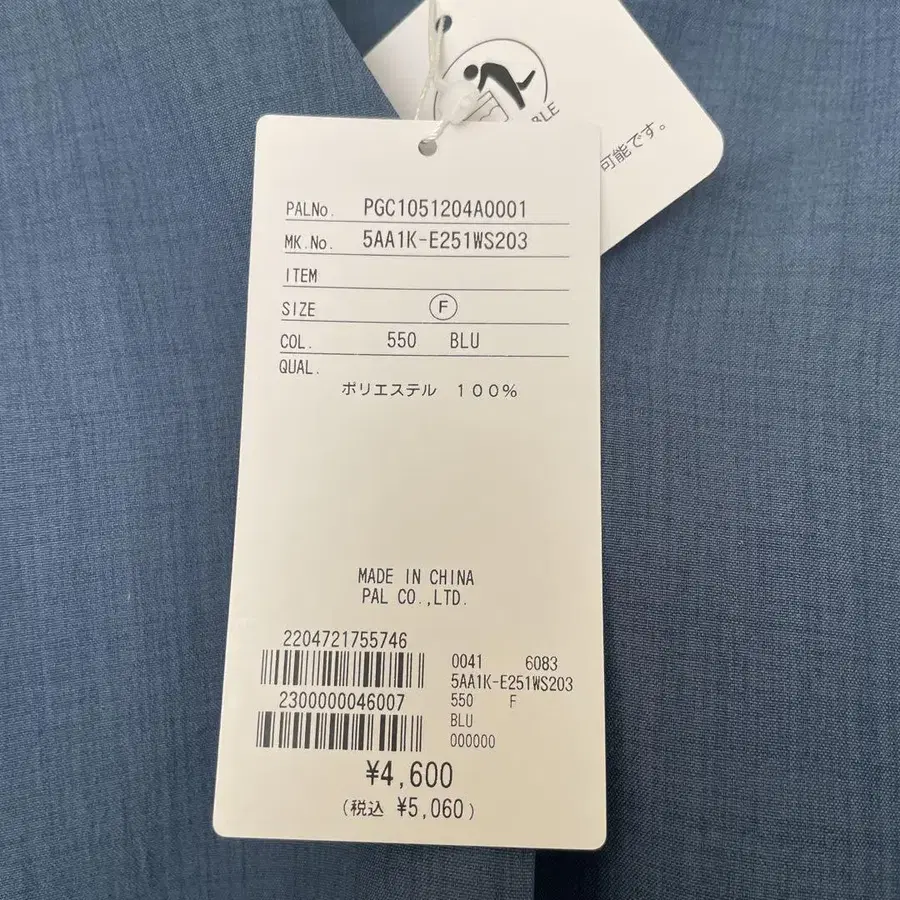 BLE
可能です。
PALNo. PGC1051204A0001
MK.No. 5AA1K-E251WS203
ITEM
SIZE F
COL. 550 BLU
QUAL.
ポリエステル 100%
MADE IN CHINA
PAL CO.,LTD.
2204721755746
2300000046007
0041 6083
5AA1K-E251WS203
550 F
BLU
000000
¥4,600
(税込 ¥5,060)